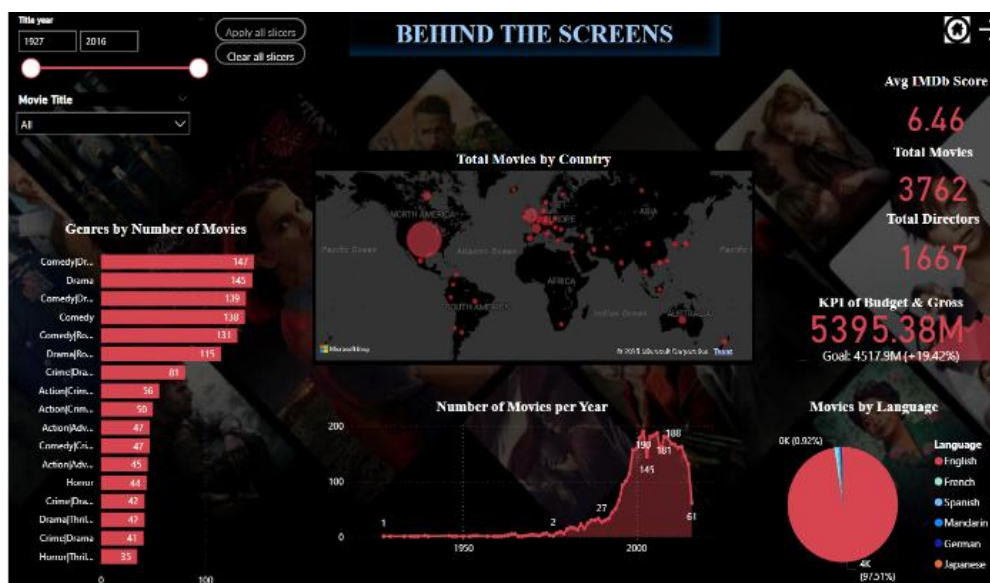 Title year
1927
2016
Apply all slicers
Clear all slicers
BEHIND THE SCREENS
Movie Title
All
Avg IMDb Score
6.46
Total Movies
3762
Total Directors
1667
KPI of Budget & Gross
5395.38M
Goal: 4517.9M (+19.42%)
Total Movies by Country
NORTH AMERICA
EUROPE
ASIA
Pacific Ocean
Atlantic Ocean
AFRICA
SOUTH AMERICA
Indian Ocean
AUSTRALIA
Microsoft Bing
© 2025 Microsoft Corporation Terms
Genres by Number of Movies
Comedy|Dr... 147
Drama 145
Comedy|Dr... 139
Comedy 138
Comedy|Ro... 131
Drama|Ro... 115
Crime|Dra... 81
Action|Crim... 56
Action|Crim... 50
Action|Adv... 47
Comedy|Cri... 47
Action|Adv... 45
Horror 44
Crime|Dra... 42
Drama|Thril... 42
Crime|Drama 41
Horror|Thril... 35
0 100
Number of Movies per Year
200
100
0
1
2
27
190
145
181
188
61
1950 2000
Movies by Language
0K (0.92%)
4K
(97.51%)
Language
English
French
Spanish
Mandarin
German
Japanese